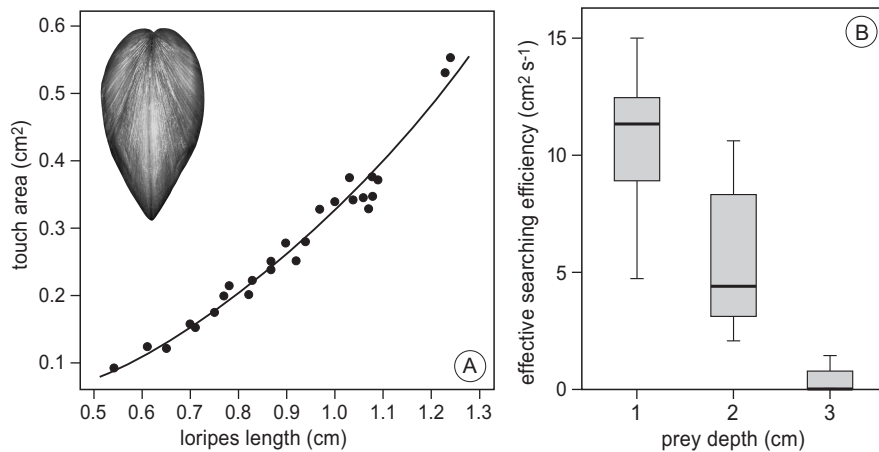 0.6
0.5
0.4
0.3
0.2
0.1
touch area (cm2)
0.5 0.6 0.7 0.8 0.9 1.0 1.1 1.2 1.3
loripes length (cm)
A
15
10
5
0
effective searching efficiency (cm2 s-1)
1 2 3
prey depth (cm)
B